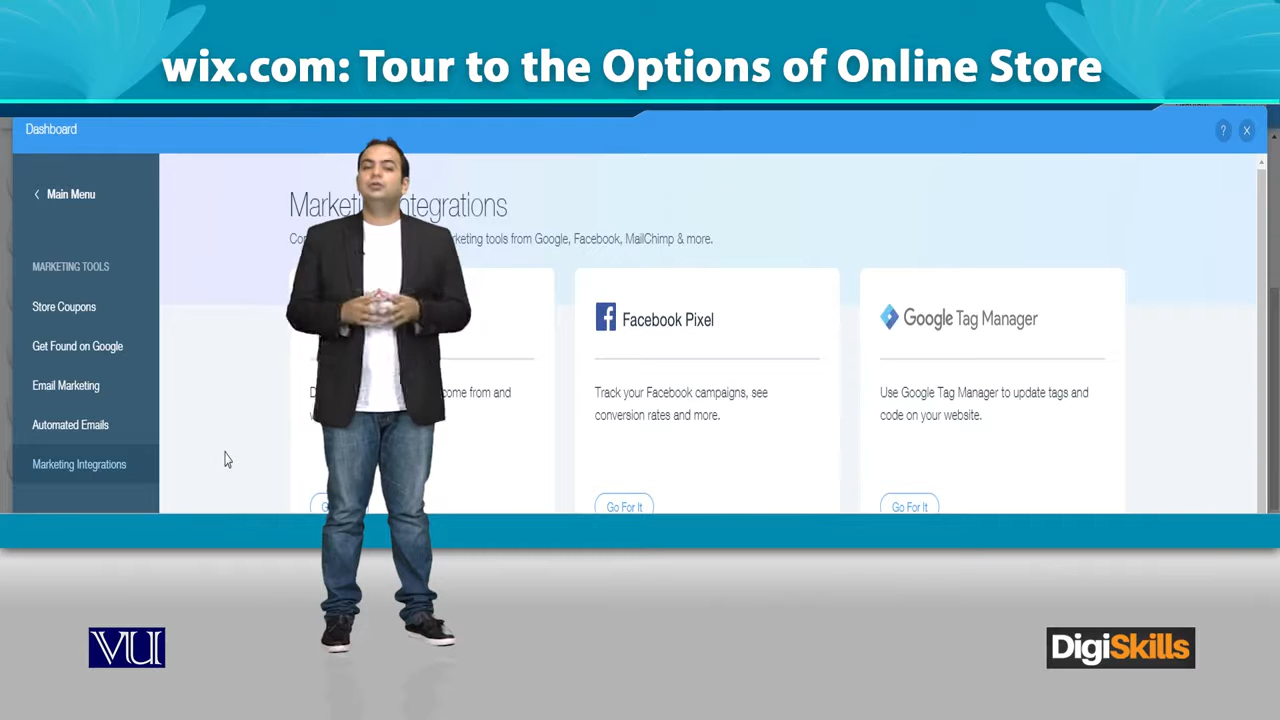 wix.com: Tour to the Options of Online Store
Dashboard
? X
< Main Menu
Marketing Integrations
MARKETING TOOLS
rketing tools from Google, Facebook, MailChimp & more.
Store Coupons
Facebook Pixel
Google Tag Manager
Get Found on Google
Email Marketing
come from and
Track your Facebook campaigns, see
conversion rates and more.
Use Google Tag Manager to update tags and
code on your website.
Automated Emails
Marketing Integrations
Go For It
Go For It
VU
DigiSkills